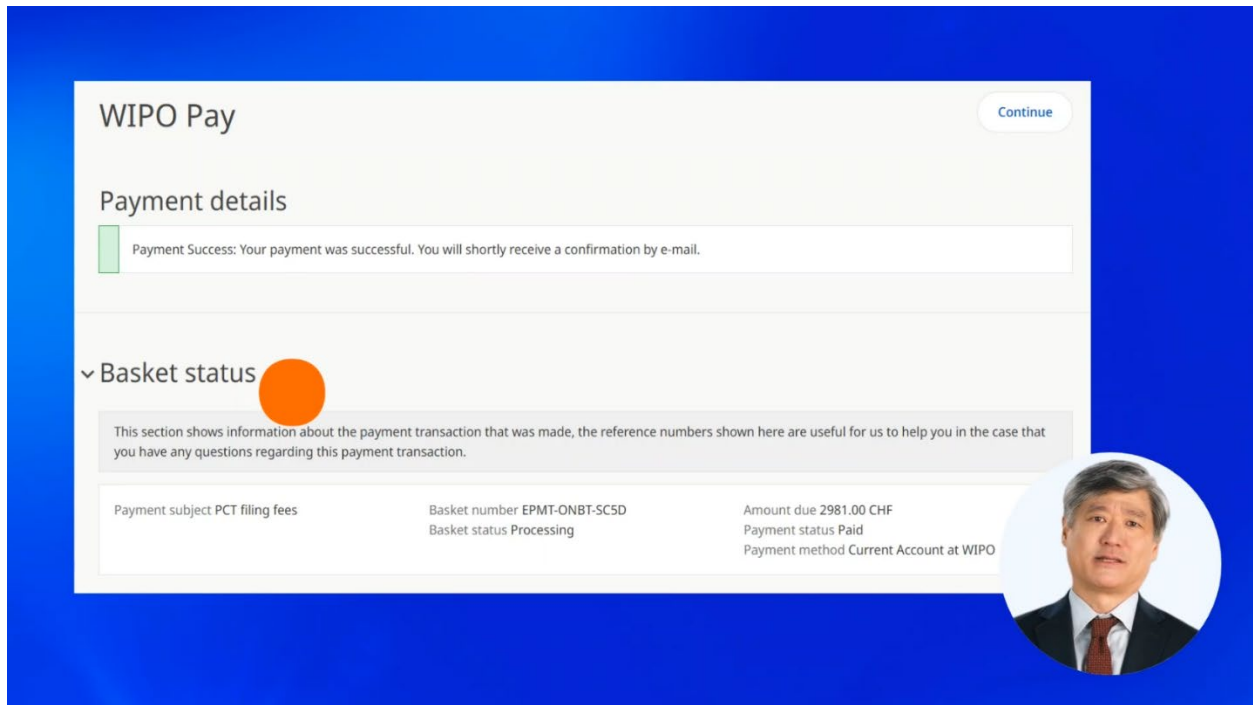 WIPO Pay
Continue
Payment details
Payment Success: Your payment was successful. You will shortly receive a confirmation by e-mail.
Basket status
This section shows information about the payment transaction that was made, the reference numbers shown here are useful for us to help you in the case that
you have any questions regarding this payment transaction.
Payment subject PCT filing fees
Basket number EPMT-ONBT-SC5D
Basket status Processing
Amount due 2981.00 CHF
Payment status Paid
Payment method Current Account at WIPO